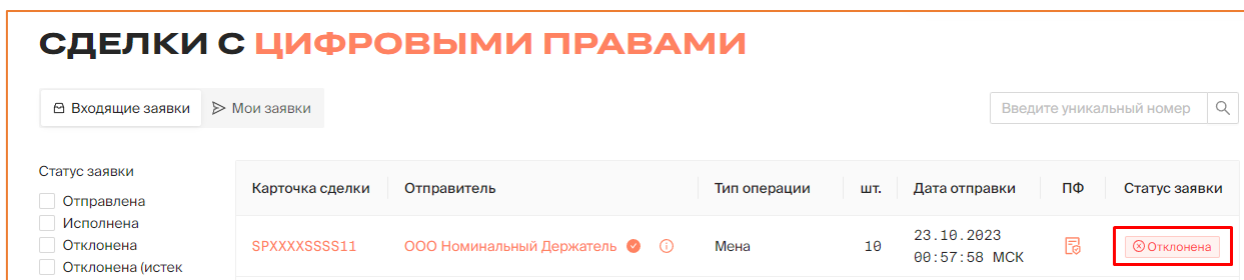 СДЕЛКИ С ЦИФРОВЫМИ ПРАВАМИ
Входящие заявки Мои заявки Введите уникальный номер
Статус заявки
Отправлена
Исполнена
Отклонена
Отклонена (истек
Карточка сделки Отправитель Тип операции шт. Дата отправки ПФ Статус заявки
SPXXXXSSSS11 ООО Номинальный Держатель Мена 10 23.10.2023 Отклонена
00:57:58 МСК